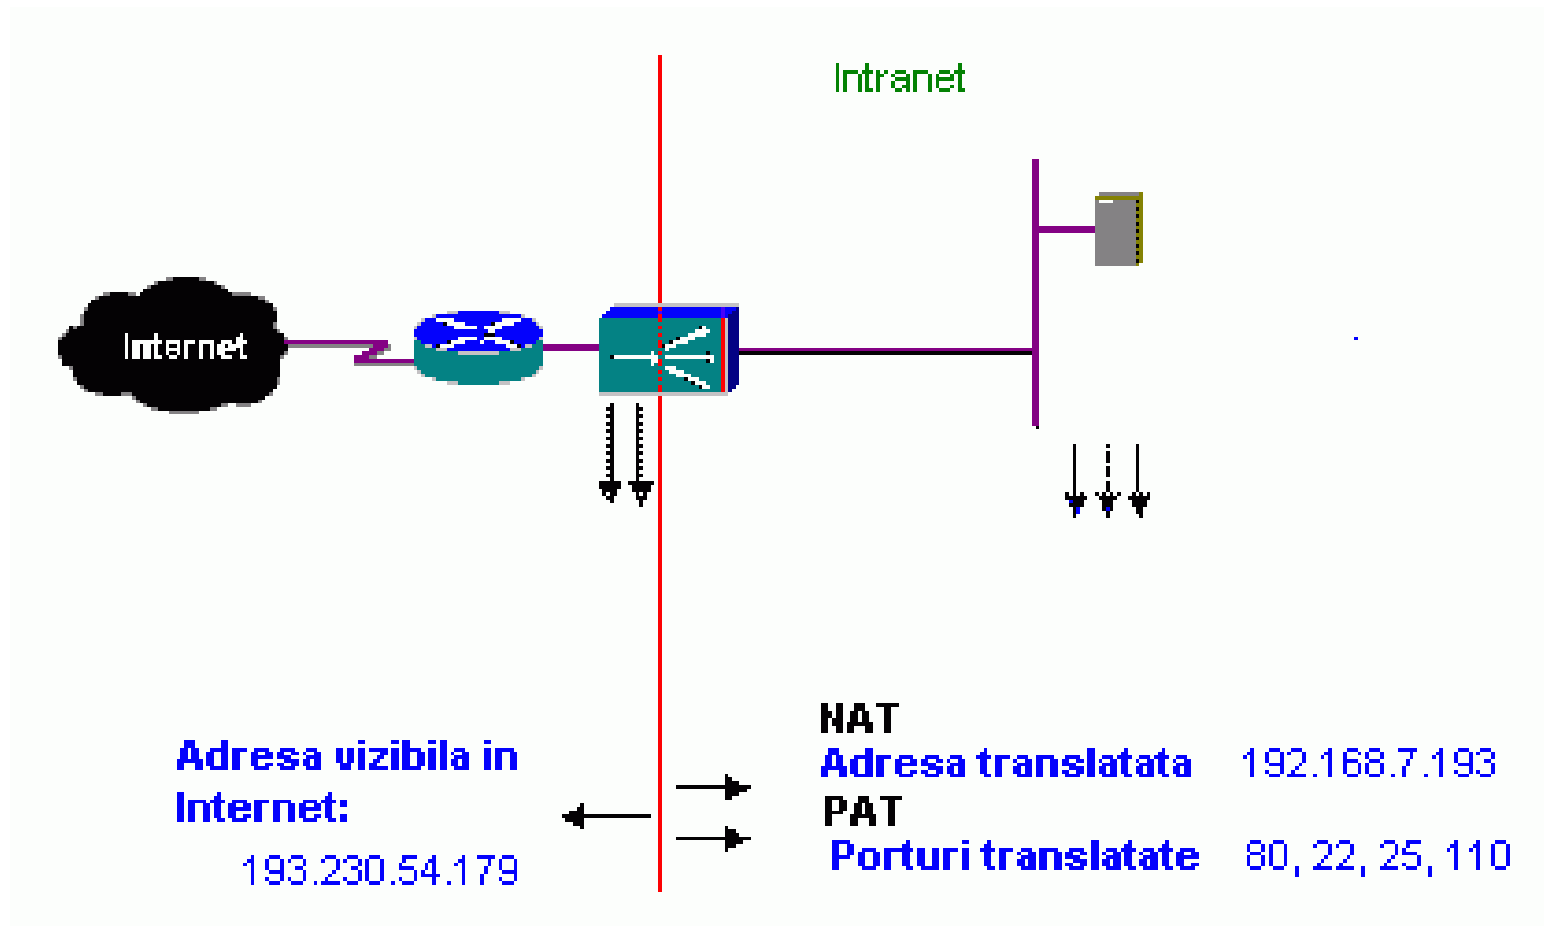 Intranet
Internet
Adresa vizibila in
Internet:
193.230.54.179
NAT
Adresa translatata 192.168.7.193
PAT
Porturi translatate 80, 22, 25, 110